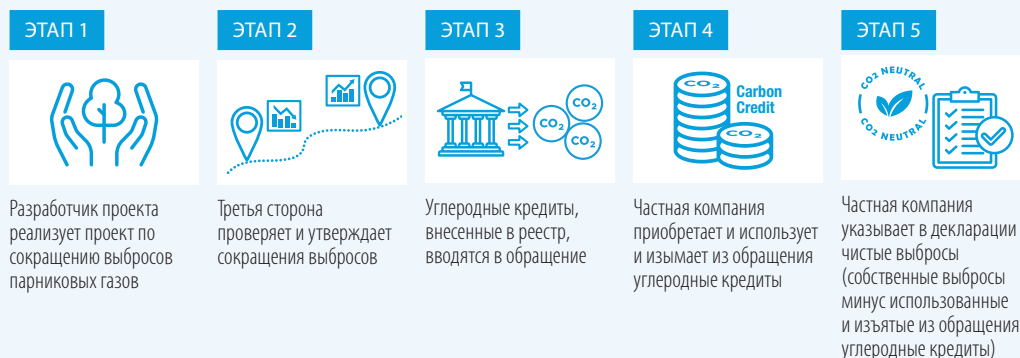 ЭТАП 1
ЭТАП 2
ЭТАП 3
ЭТАП 4
ЭТАП 5
CO₂
CO₂
CO₂
CO₂
Carbon
Credit
CO₂
CO₂ NEUTRAL
CO₂ NEUTRAL
Разработчик проекта
реализует проект по
сокращению выбросов
парниковых газов
Третья сторона
проверяет и утверждает
сокращения выбросов
Углеродные кредиты,
внесенные в реестр,
вводятся в обращение
Частная компания
приобретает и использует
и изымает из обращения
углеродные кредиты
Частная компания
указывает в декларации
чистые выбросы
(собственные выбросы
минус использованные
и изъятые из обращения
углеродные кредиты)